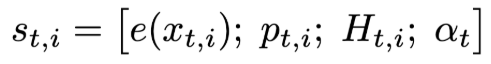 s_{t,i} = [e(x_{t,i}); p_{t,i}; H_{t,i}; α_t]